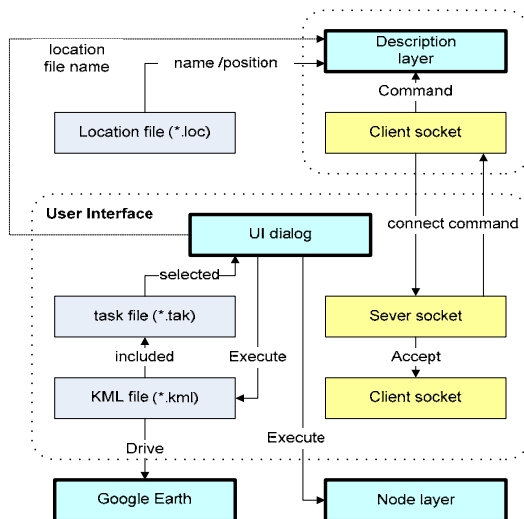 location
file name
name /position
Description
layer
Command
Location file (*.loc)
Client socket
User Interface
connect command
UI dialog
selected
task file (*.tak)
Sever socket
included
Execute
Accept
KML file (*.kml)
Client socket
Execute
Drive
Google Earth
Node layer